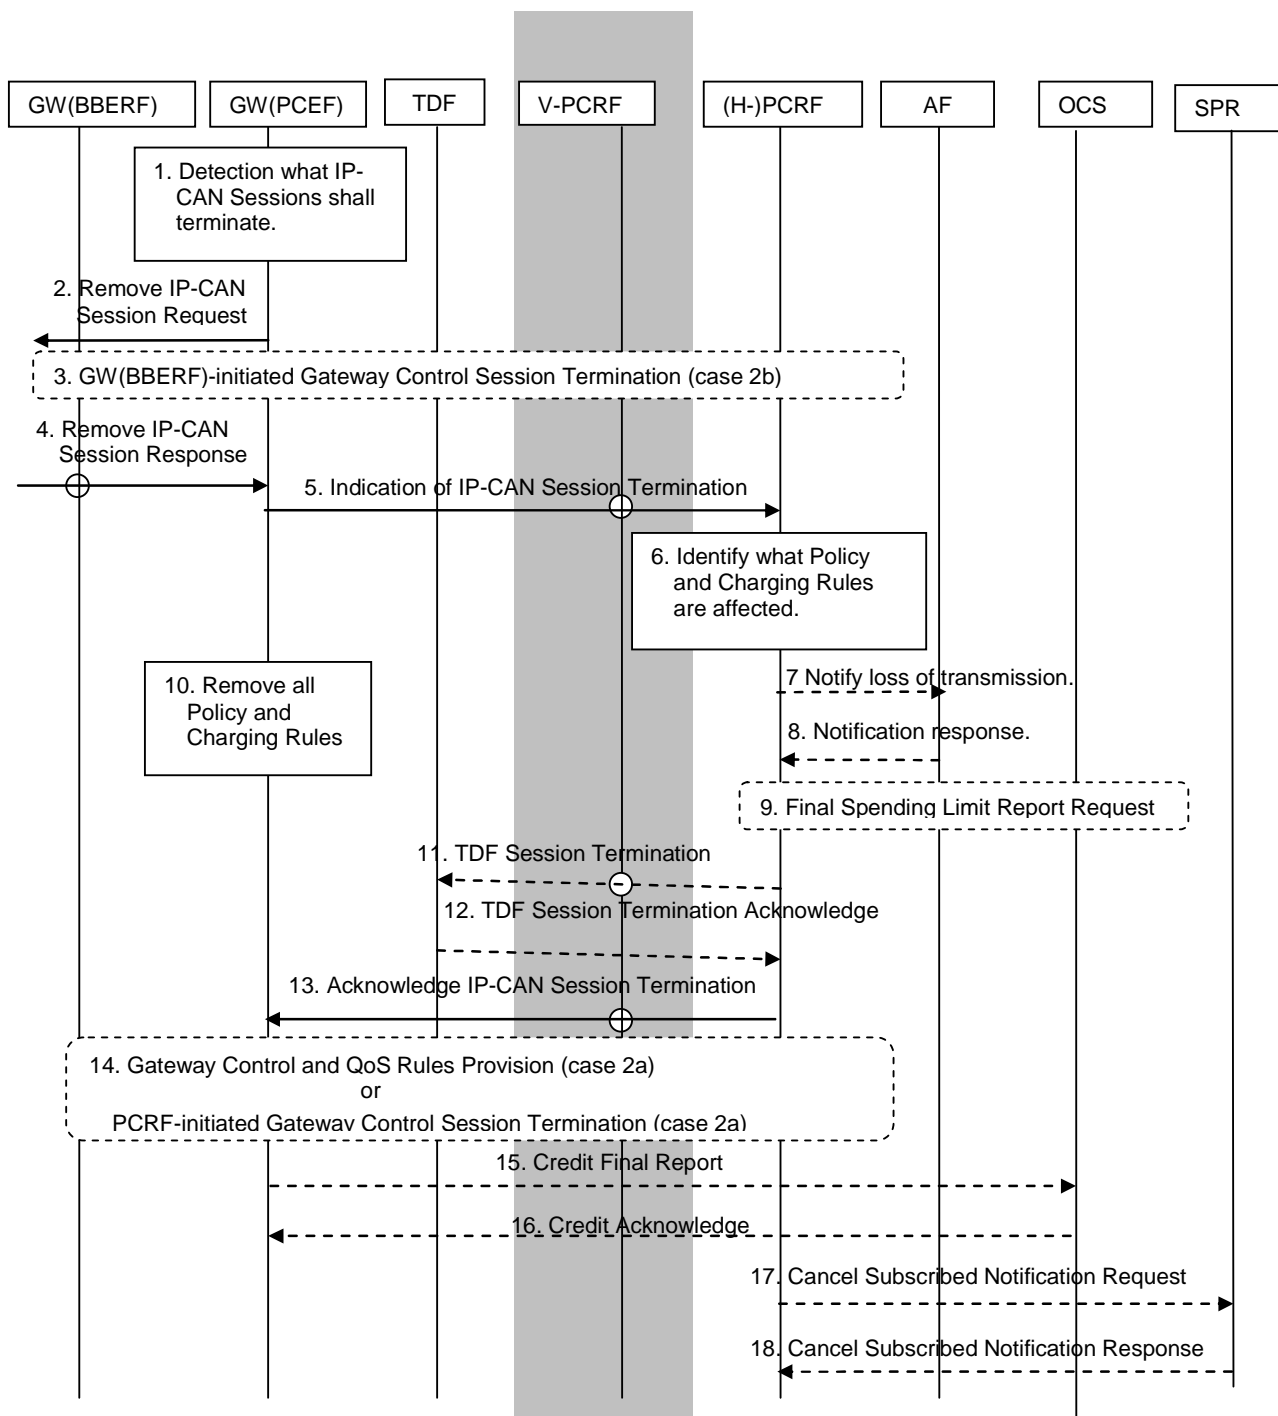 GW(BBERF)
GW(PCEF)
TDF
V-PCRF
(H-)PCRF
AF
OCS
SPR
1. Detection what IP-
CAN Sessions shall
terminate.
2. Remove IP-CAN
Session Request
3. GW(BBERF)-initiated Gateway Control Session Termination (case 2b)
4. Remove IP-CAN
Session Response
5. Indication of IP-CAN Session Termination
6. Identify what Policy
and Charging Rules
are affected.
7 Notify loss of transmission.
10. Remove all
Policy and
Charging Rules
8. Notification response.
9. Final Spending Limit Report Request
11. TDF Session Termination
12. TDF Session Termination Acknowledge
13. Acknowledge IP-CAN Session Termination
14. Gateway Control and QoS Rules Provision (case 2a)
or
PCRF-initiated Gateway Control Session Termination (case 2a)
15. Credit Final Report
16. Credit Acknowledge
17. Cancel Subscribed Notification Request
18. Cancel Subscribed Notification Response